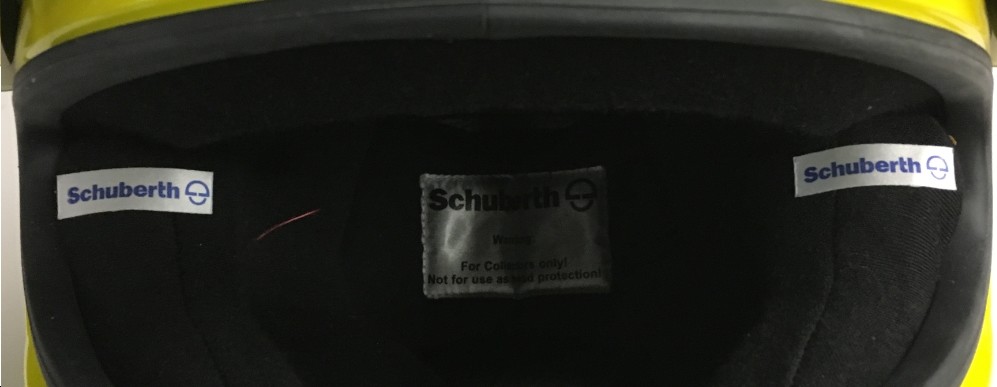 Schuberth
Schuberth
Schuberth
Warning
For Collectors only!
Not for use as head protection!